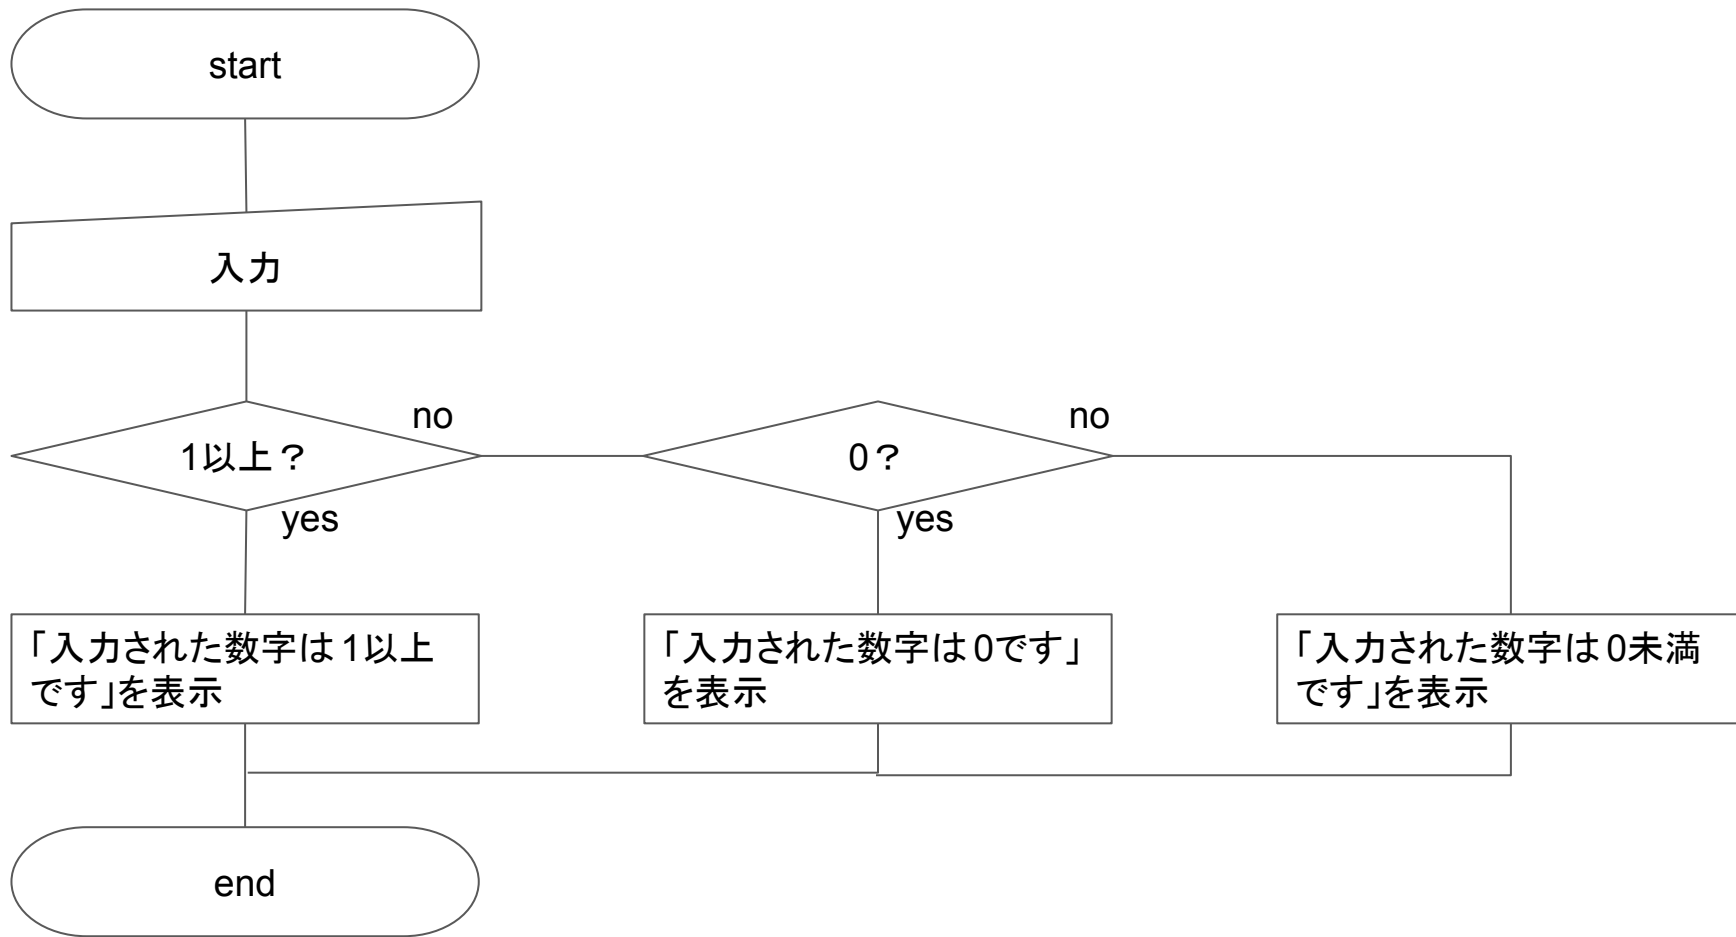 start
入力
1以上？
no
yes
0？
no
yes
「入力された数字は1以上
です」を表示
「入力された数字は0です」
を表示
「入力された数字は0未満
です」を表示
end